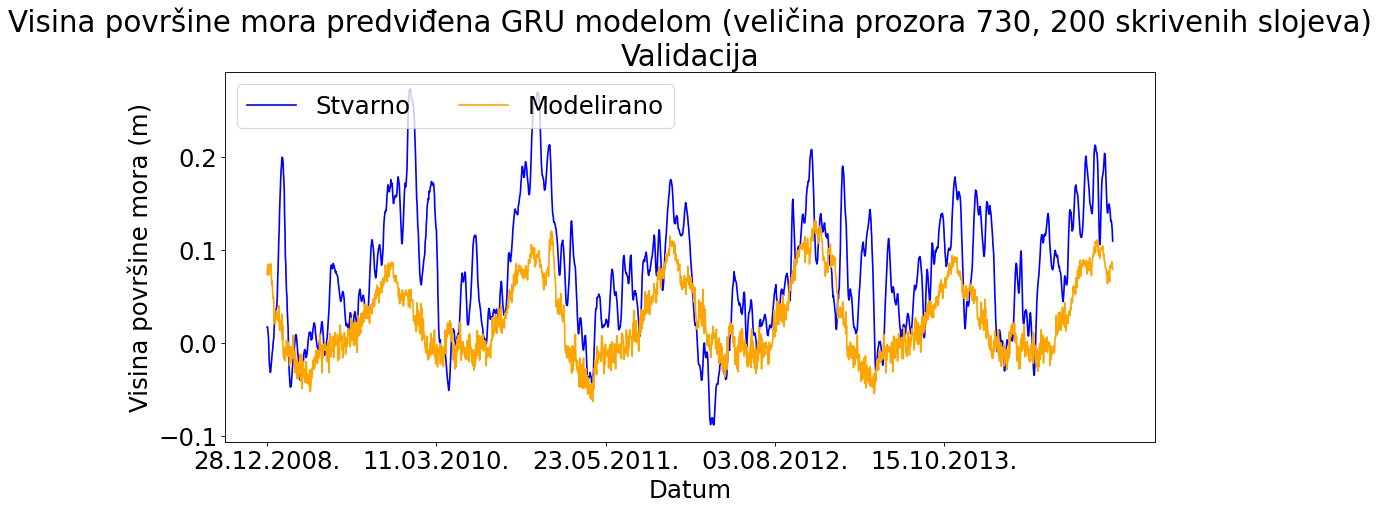 Visina površine mora predviđena GRU modelom (veličina prozora 730, 200 skrivenih slojeva)
Validacija
Stvarno Modelirano
Visina površine mora (m)
0.2
0.1
0.0
−0.1
28.12.2008. 11.03.2010. 23.05.2011. 03.08.2012. 15.10.2013.
Datum